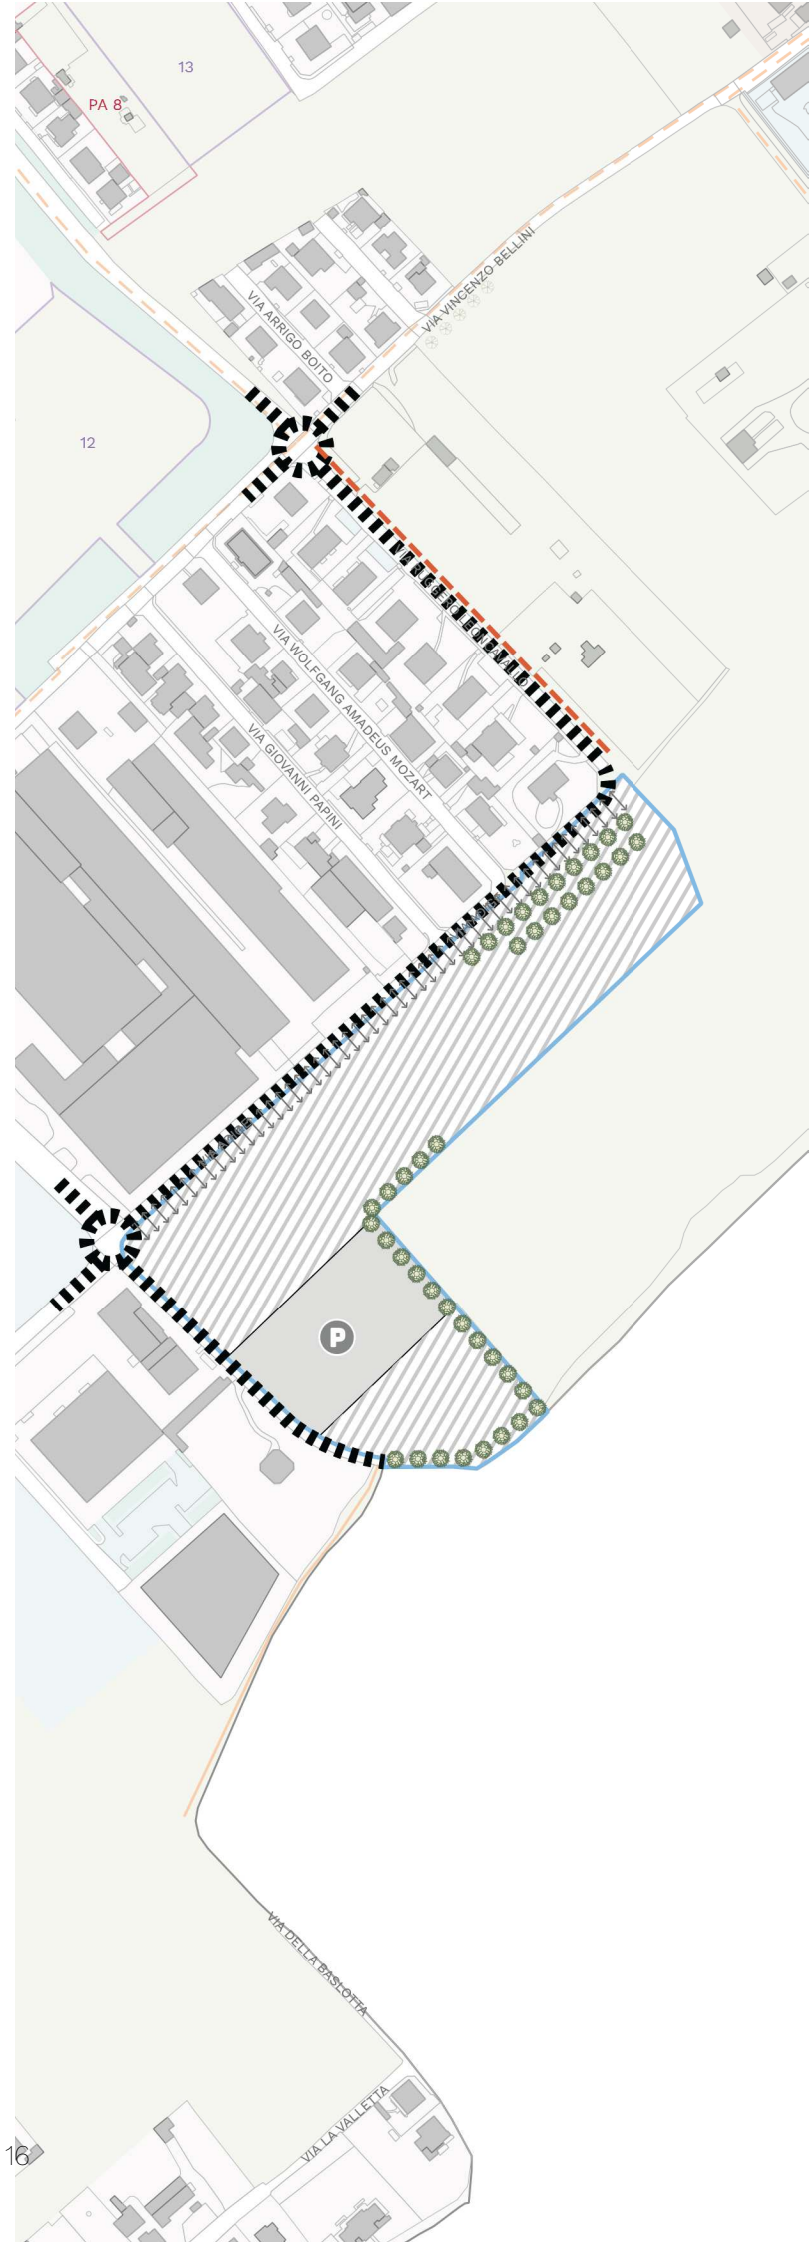 13
PA 8
VIA VINCENZO BELLINI
VIA ARRIGO BOITO
12
VIA WOLFGANG AMADEUS MOZART
VIA GIOVANNI PAPINI
P
VIA DELLA BASLOTTA
VIA LA VALLETTA
16